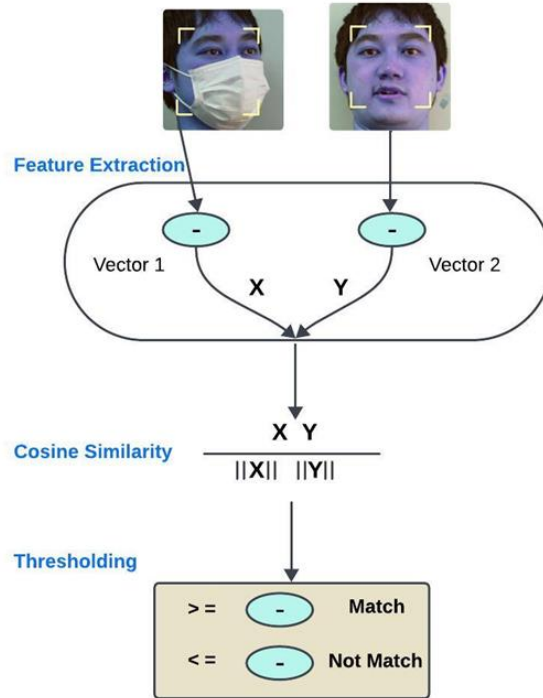 Feature Extraction
- -
Vector 1 Vector 2
X Y
X Y
Cosine Similarity
||X|| ||Y||
Thresholding
>= - Match
<= - Not Match